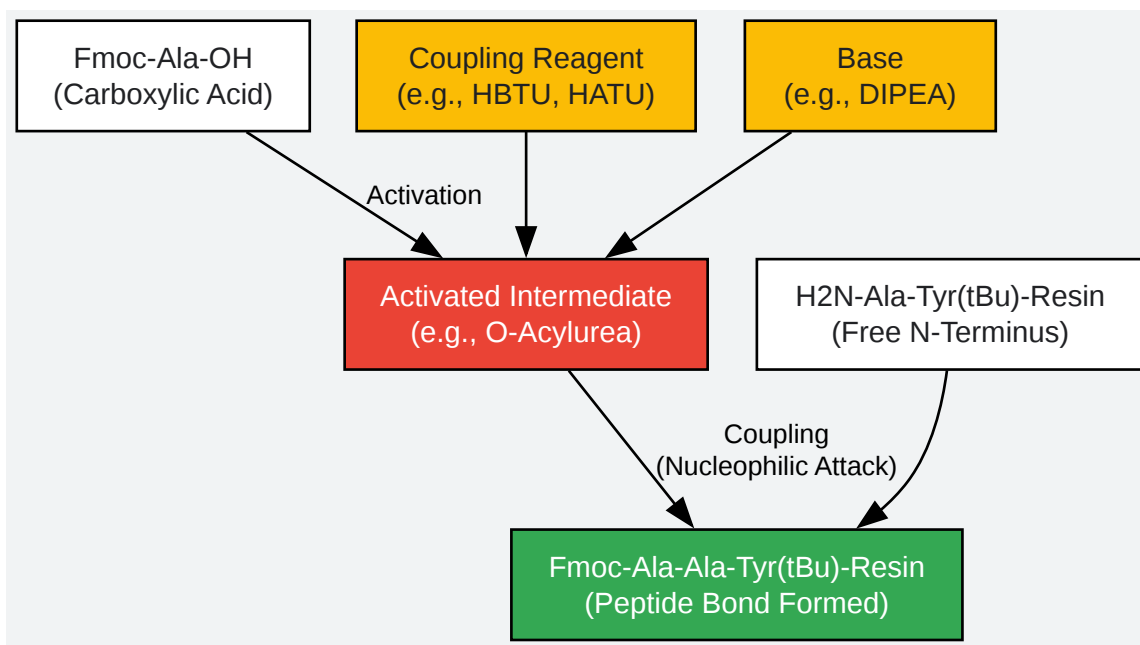 Fmoc-Ala-OH
(Carboxylic Acid)
Coupling Reagent
(e.g., HBTU, HATU)
Base
(e.g., DIPEA)
Activation
Activated Intermediate
(e.g., O-Acylurea)
H2N-Ala-Tyr(tBu)-Resin
(Free N-Terminus)
Coupling
(Nucleophilic Attack)
Fmoc-Ala-Ala-Tyr(tBu)-Resin
(Peptide Bond Formed)